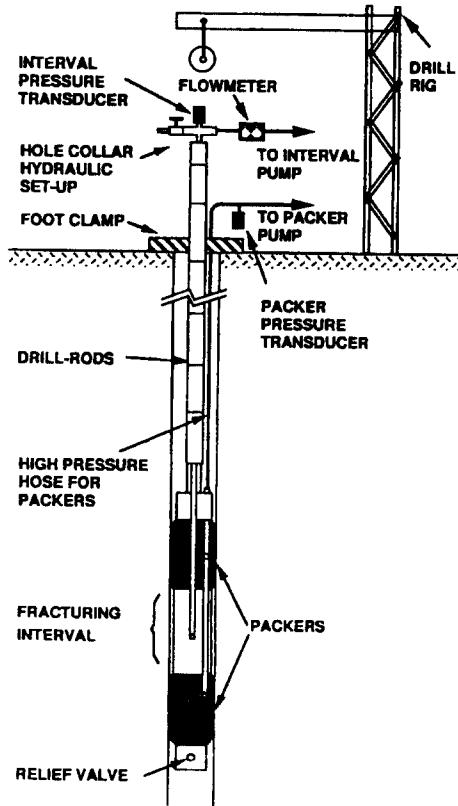 INTERVAL
PRESSURE
TRANSDUCER
FLOWMETER
DRILL
RIG
HOLE COLLAR
HYDRAULIC
SET-UP
TO INTERVAL
PUMP
FOOT CLAMP
TO PACKER
PUMP
PACKER
PRESSURE
TRANSDUCER
DRILL-RODS
HIGH PRESSURE
HOSE FOR
PACKERS
FRACTURING
INTERVAL
PACKERS
RELIEF VALVE